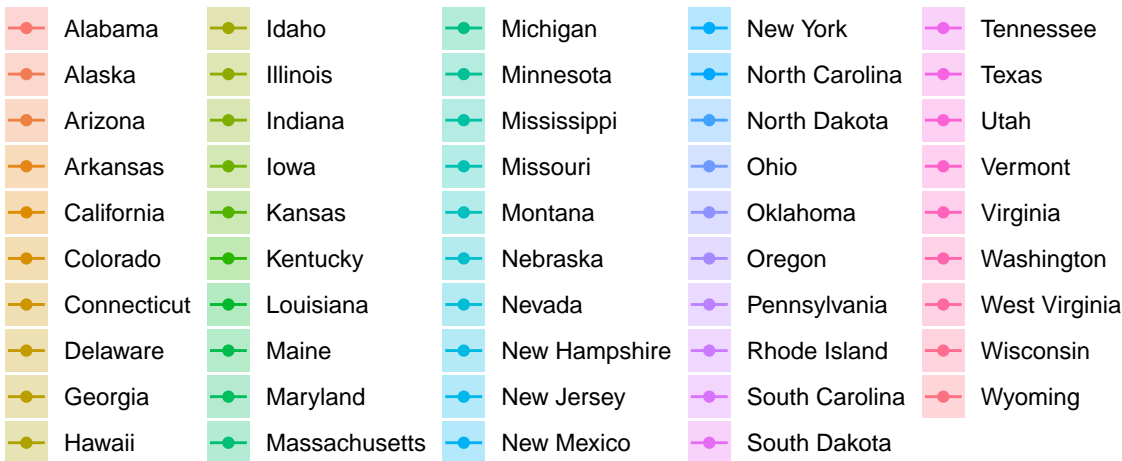 Alabama
Alaska
Arizona
Arkansas
California
Colorado
Connecticut
Delaware
Georgia
Hawaii
Idaho
Illinois
Indiana
Iowa
Kansas
Kentucky
Louisiana
Maine
Maryland
Massachusetts
Michigan
Minnesota
Mississippi
Missouri
Montana
Nebraska
Nevada
New Hampshire
New Jersey
New Mexico
New York
North Carolina
North Dakota
Ohio
Oklahoma
Oregon
Pennsylvania
Rhode Island
South Carolina
South Dakota
Tennessee
Texas
Utah
Vermont
Virginia
Washington
West Virginia
Wisconsin
Wyoming